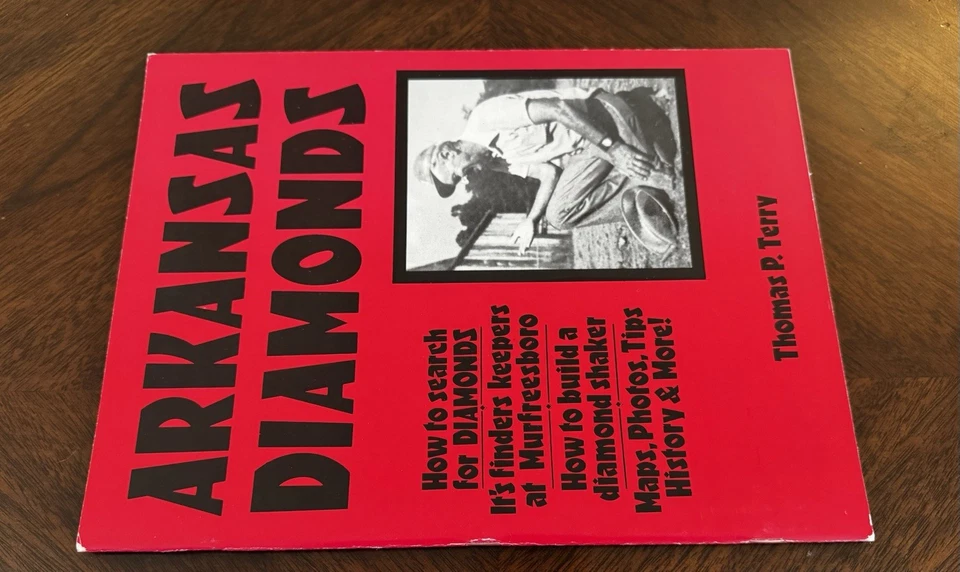 ARKANSAS
DIAMONDS
How to search
for DIAMONDS
It's finders keepers
at Murfreesboro
How to build a
diamond shaker
Maps, Photos, Tips
History & More!
Thomas P. Terry